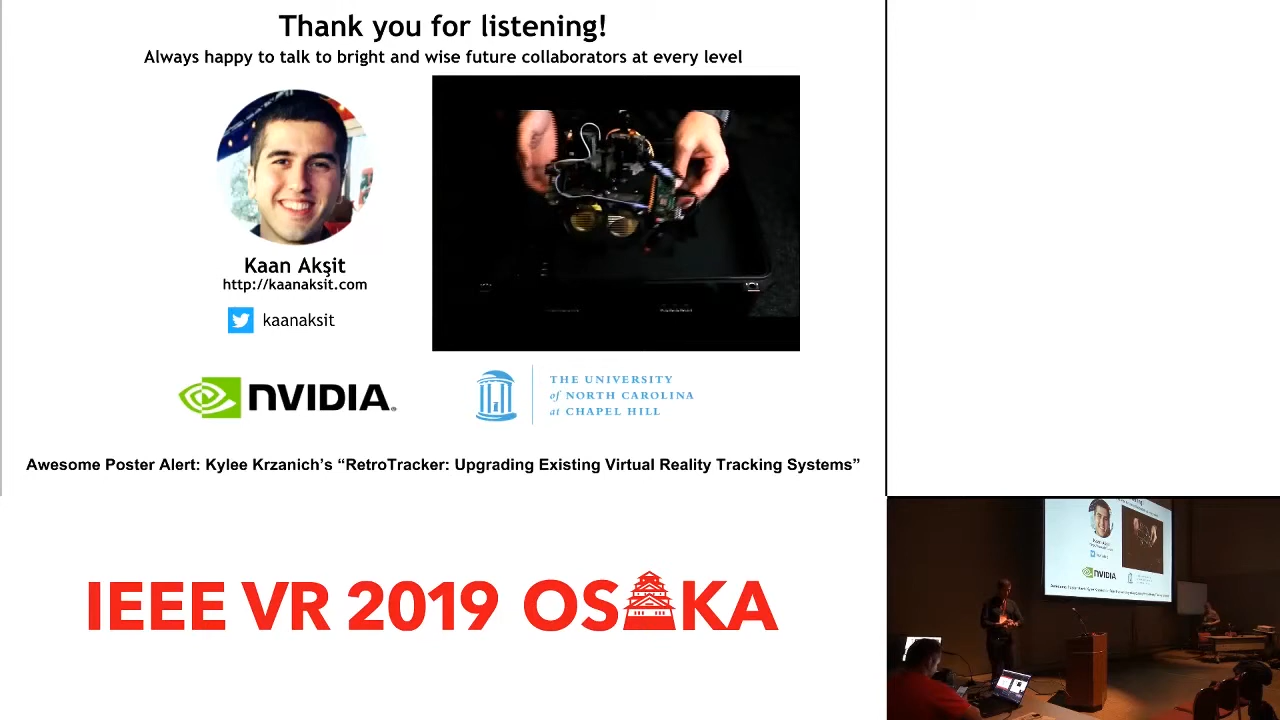 Thank you for listening!
Always happy to talk to bright and wise future collaborators at every level
Kaan Akşit
http://kaanaksit.com
kaanaksit
NVIDIA.
THE UNIVERSITY
of NORTH CAROLINA
at CHAPEL HILL
Awesome Poster Alert: Kylee Krzanich's “RetroTracker: Upgrading Existing Virtual Reality Tracking Systems”
IEEE VR 2019 OSAKA
NVIDIA